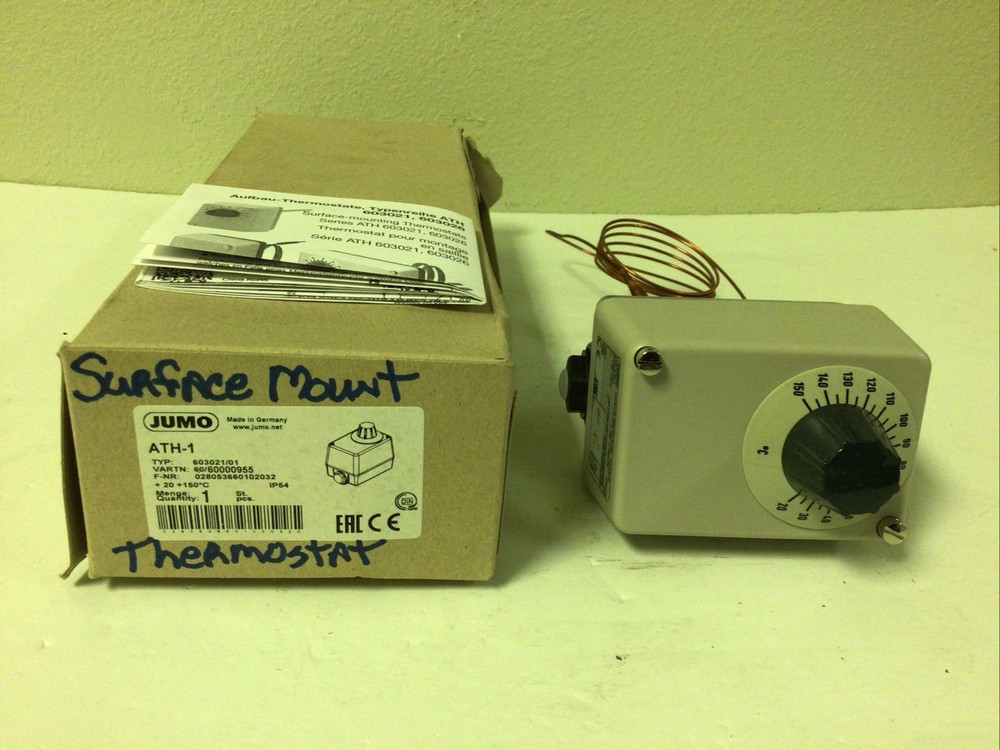 Aufbau-Thermostate, Typenreihe ATH
603021, 603026
Surface-mounting Thermostats
Series ATH 603021, 603026
Thermostat pour montage
en saillie
Série ATH 603021, 603026
Surface Mount
JUMO
Made in Germany
www.jumo.net
ATH-1
TYP: 603021/01
VARTN: 60/60000955
F-NR: 028053660102032
+ 20 +150°C IP54
Menge: St.
Quantity: 1 pcs.
DIN
EAC CE
Thermostat
150 140 130 120 110 100 90 80
°C
20 30 40